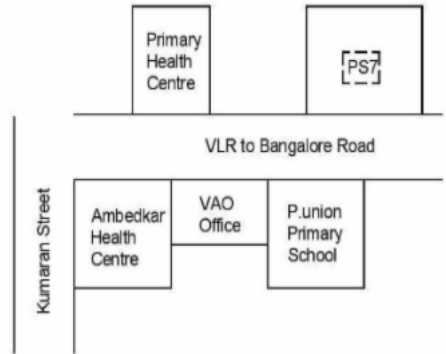 Primary
Health
Centre
PS7
VLR to Bangalore Road
Kumaran Street
Ambedkar
Health
Centre
VAO
Office
P.union
Primary
School